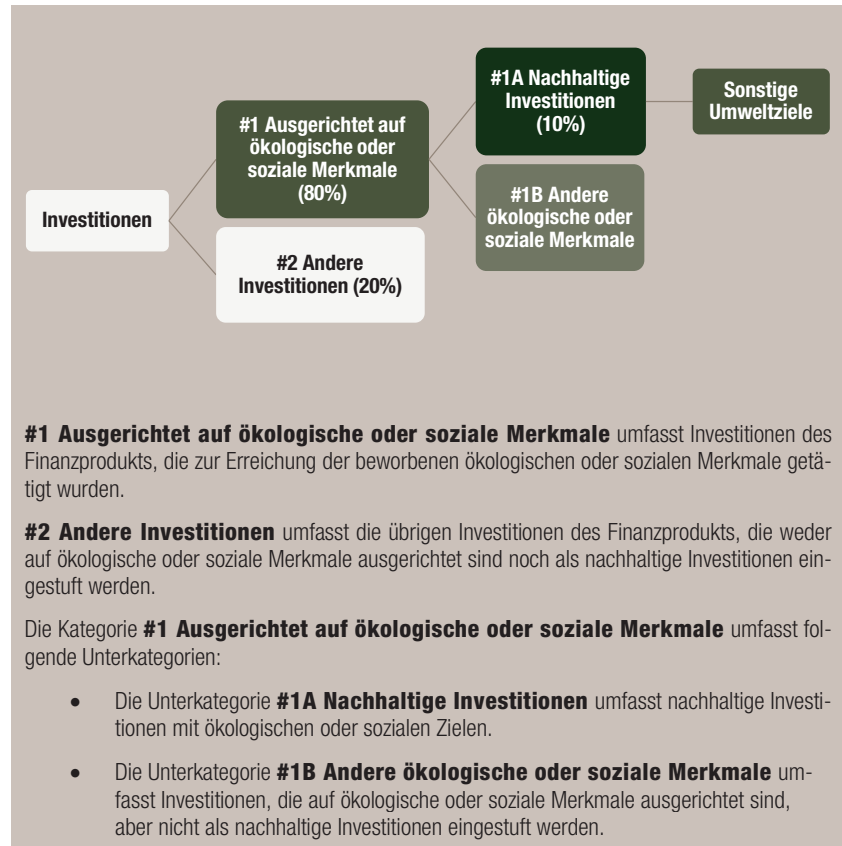 Investitionen
#1 Ausgerichtet auf
ökologische oder
soziale Merkmale
(80%)
#2 Andere
Investitionen (20%)
#1A Nachhaltige
Investitionen
(10%)
#1B Andere
ökologische oder
soziale Merkmale
Sonstige
Umweltziele
#1 Ausgerichtet auf ökologische oder soziale Merkmale umfasst Investitionen des
Finanzprodukts, die zur Erreichung der beworbenen ökologischen oder sozialen Merkmale getä-
tigt wurden.
#2 Andere Investitionen umfasst die übrigen Investitionen des Finanzprodukts, die weder
auf ökologische oder soziale Merkmale ausgerichtet sind noch als nachhaltige Investitionen ein-
gestuft werden.
Die Kategorie #1 Ausgerichtet auf ökologische oder soziale Merkmale umfasst fol-
gende Unterkategorien:
• Die Unterkategorie #1A Nachhaltige Investitionen umfasst nachhaltige Investi-
tionen mit ökologischen oder sozialen Zielen.
• Die Unterkategorie #1B Andere ökologische oder soziale Merkmale um-
fasst Investitionen, die auf ökologische oder soziale Merkmale ausgerichtet sind,
aber nicht als nachhaltige Investitionen eingestuft werden.